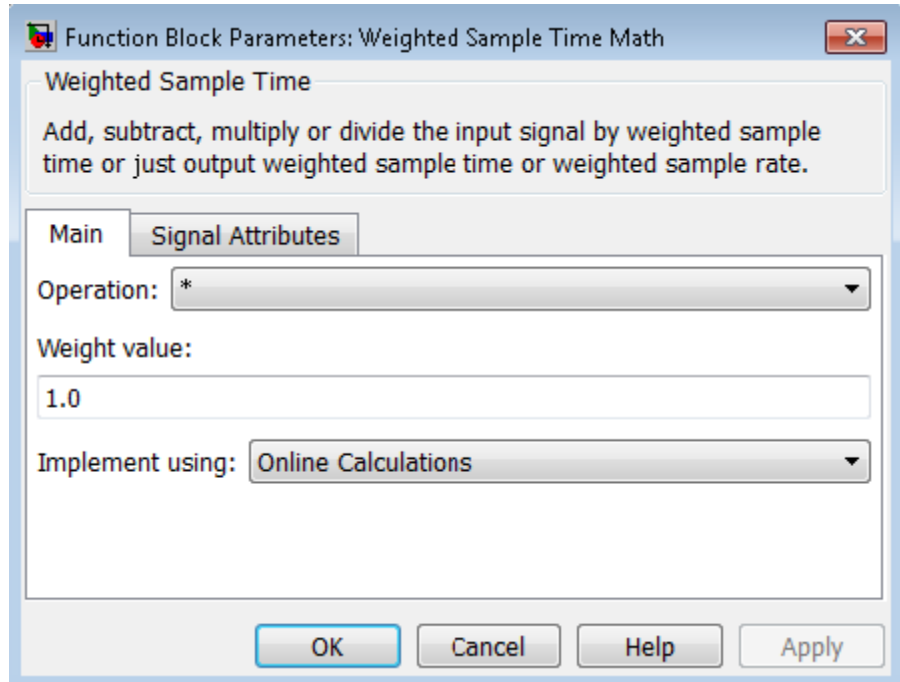 Function Block Parameters: Weighted Sample Time Math
Weighted Sample Time
Add, subtract, multiply or divide the input signal by weighted sample
time or just output weighted sample time or weighted sample rate.
Main Signal Attributes
Operation: *
Weight value:
1.0
Implement using: Online Calculations
OK Cancel Help Apply